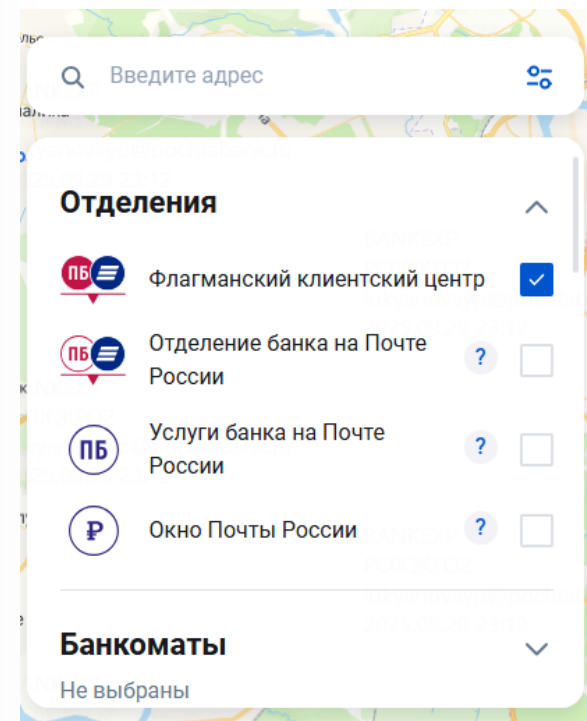 Введите адрес
Отделения
ПБ
Флагманский клиентский центр
ПБ
Отделение банка на Почте
России
?
ПБ
Услуги банка на Почте
России
?
₽
Окно Почты России
?
Банкоматы
Не выбраны